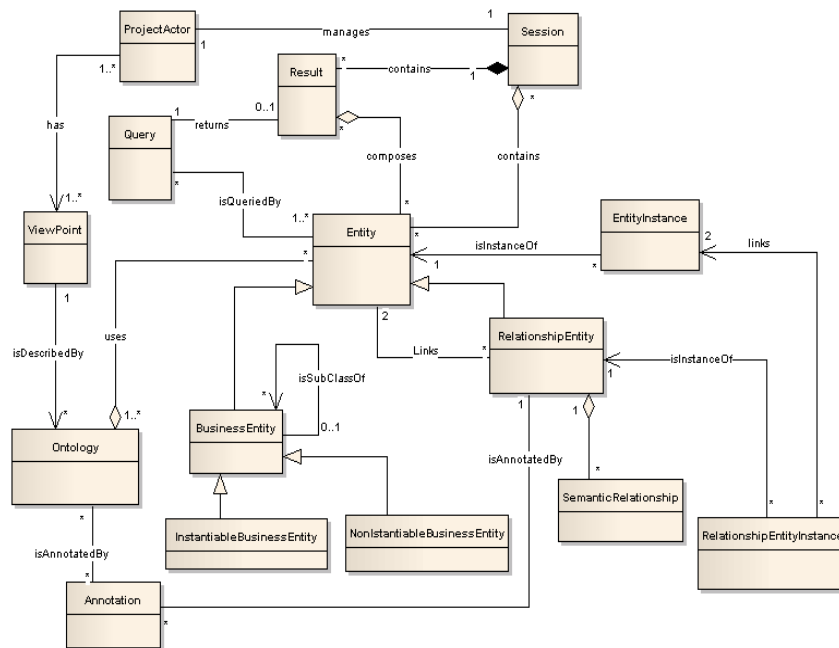 ProjectActor
1
manages
1
Session
1..*
1
Result
*
contains
1
*
has
Query
1
returns
0..1
*
composes
contains
isQueriedBy
*
1..*
*
*
1..*
ViewPoint
Entity
EntityInstance
*
1
isInstanceOf
*
2
links
1
uses
2
Links
*
RelationshipEntity
1
isInstanceOf
isDescribedBy
isSubClassOf
*
0..1
BusinessEntity
1
1
*
1..*
Ontology
isAnnotatedBy
*
SemanticRelationship
*
*
InstantiableBusinessEntity
NonIstantiableBusinessEntity
RelationshipEntityInstance
*
isAnnotatedBy
*
Annotation
*